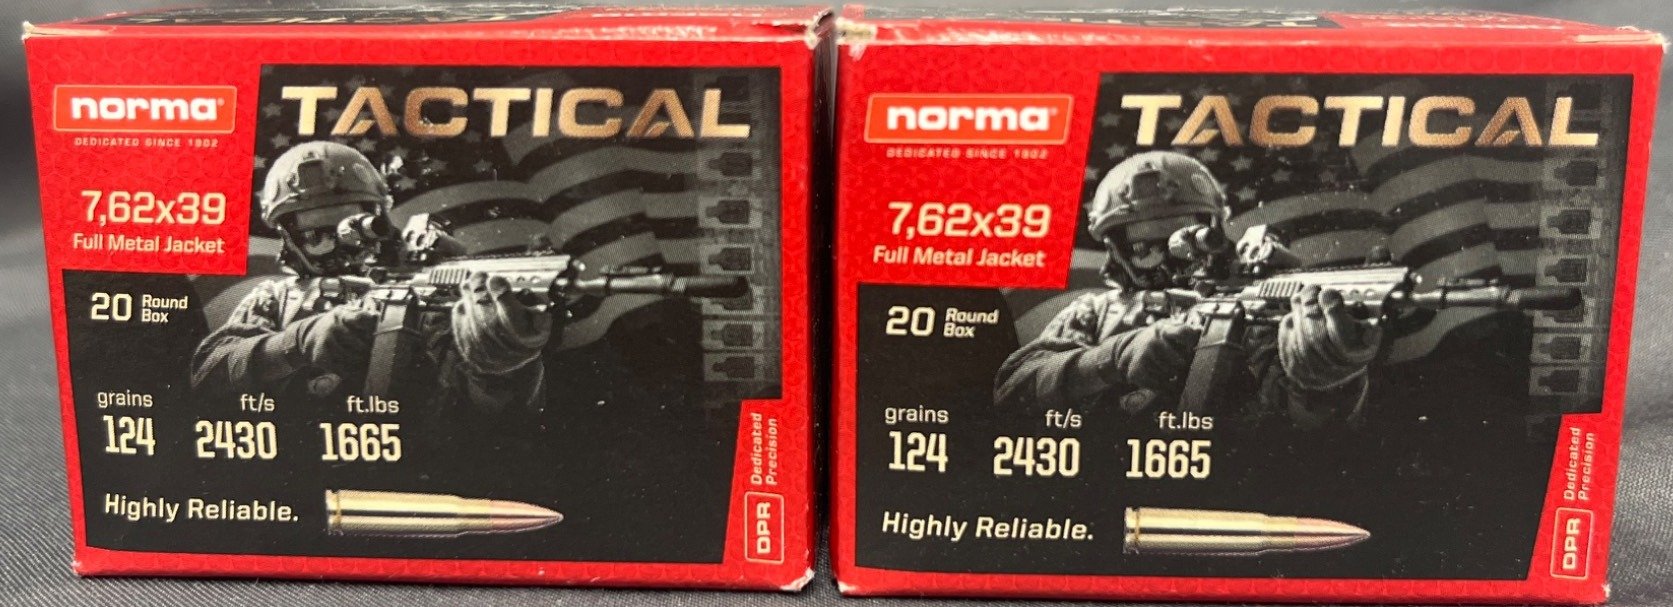 norma
TACTICAL
DEDICATED SINCE 1902
7,62x39
Full Metal Jacket
20 Round Box
grains ft/s ft.lbs
124 2430 1665
Highly Reliable.
DPR Dedicated Precision
norma
TACTICAL
DEDICATED SINCE 1902
7,62x39
Full Metal Jacket
20 Round Box
grains ft/s ft.lbs
124 2430 1665
Highly Reliable.
DPR Dedicated Precision